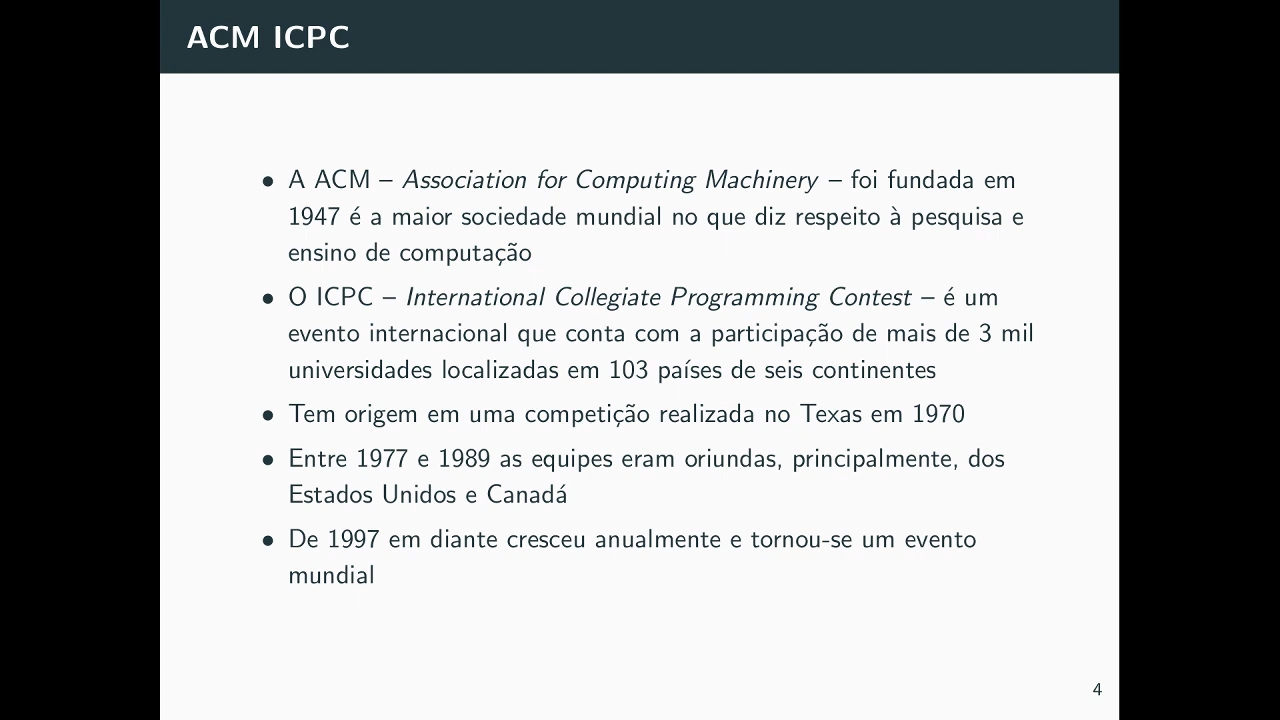 ACM ICPC
• A ACM – Association for Computing Machinery – foi fundada em
1947 é a maior sociedade mundial no que diz respeito à pesquisa e
ensino de computação
• O ICPC – International Collegiate Programming Contest – é um
evento internacional que conta com a participação de mais de 3 mil
universidades localizadas em 103 países de seis continentes
• Tem origem em uma competição realizada no Texas em 1970
• Entre 1977 e 1989 as equipes eram oriundas, principalmente, dos
Estados Unidos e Canadá
• De 1997 em diante cresceu anualmente e tornou-se um evento
mundial
4